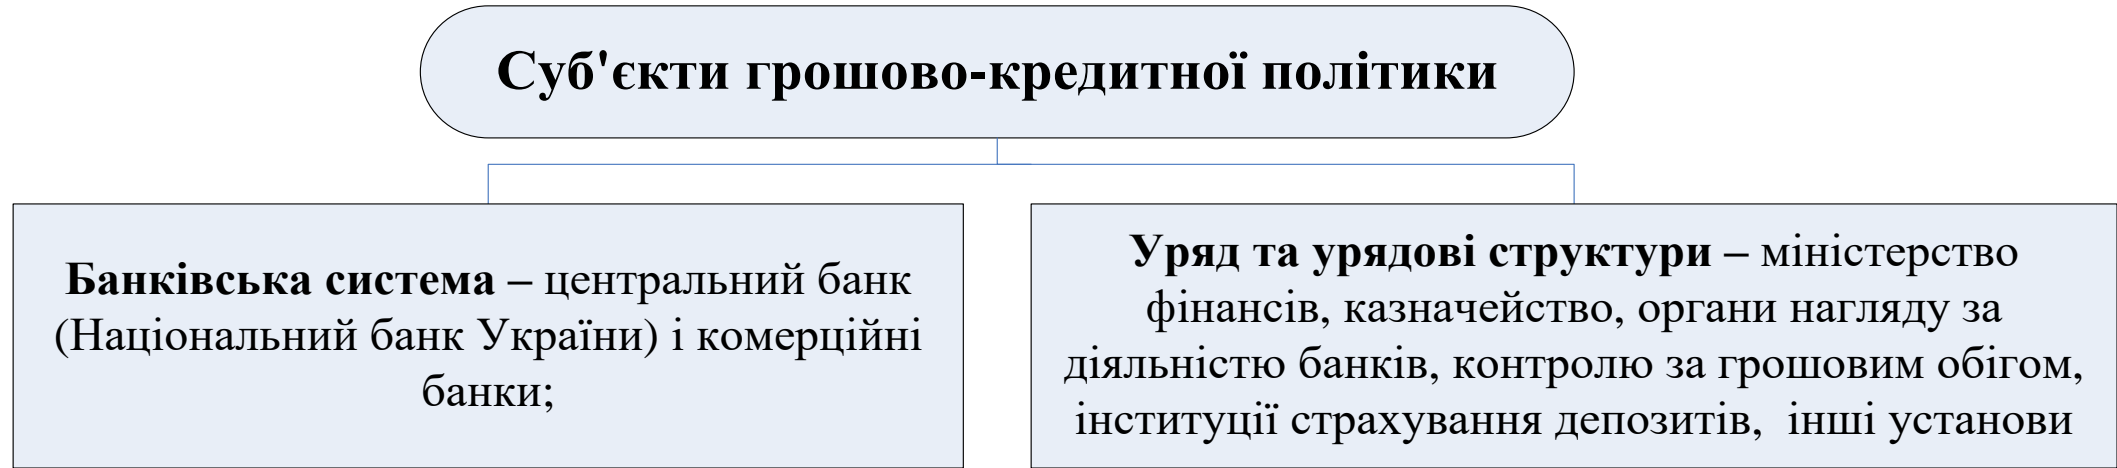 Суб'єкти грошово-кредитної політики
Банківська система – центральний банк
(Національний банк України) і комерційні
банки;
Уряд та урядові структури – міністерство
фінансів, казначейство, органи нагляду за
діяльністю банків, контролю за грошовим обігом,
інституції страхування депозитів,  інші установи